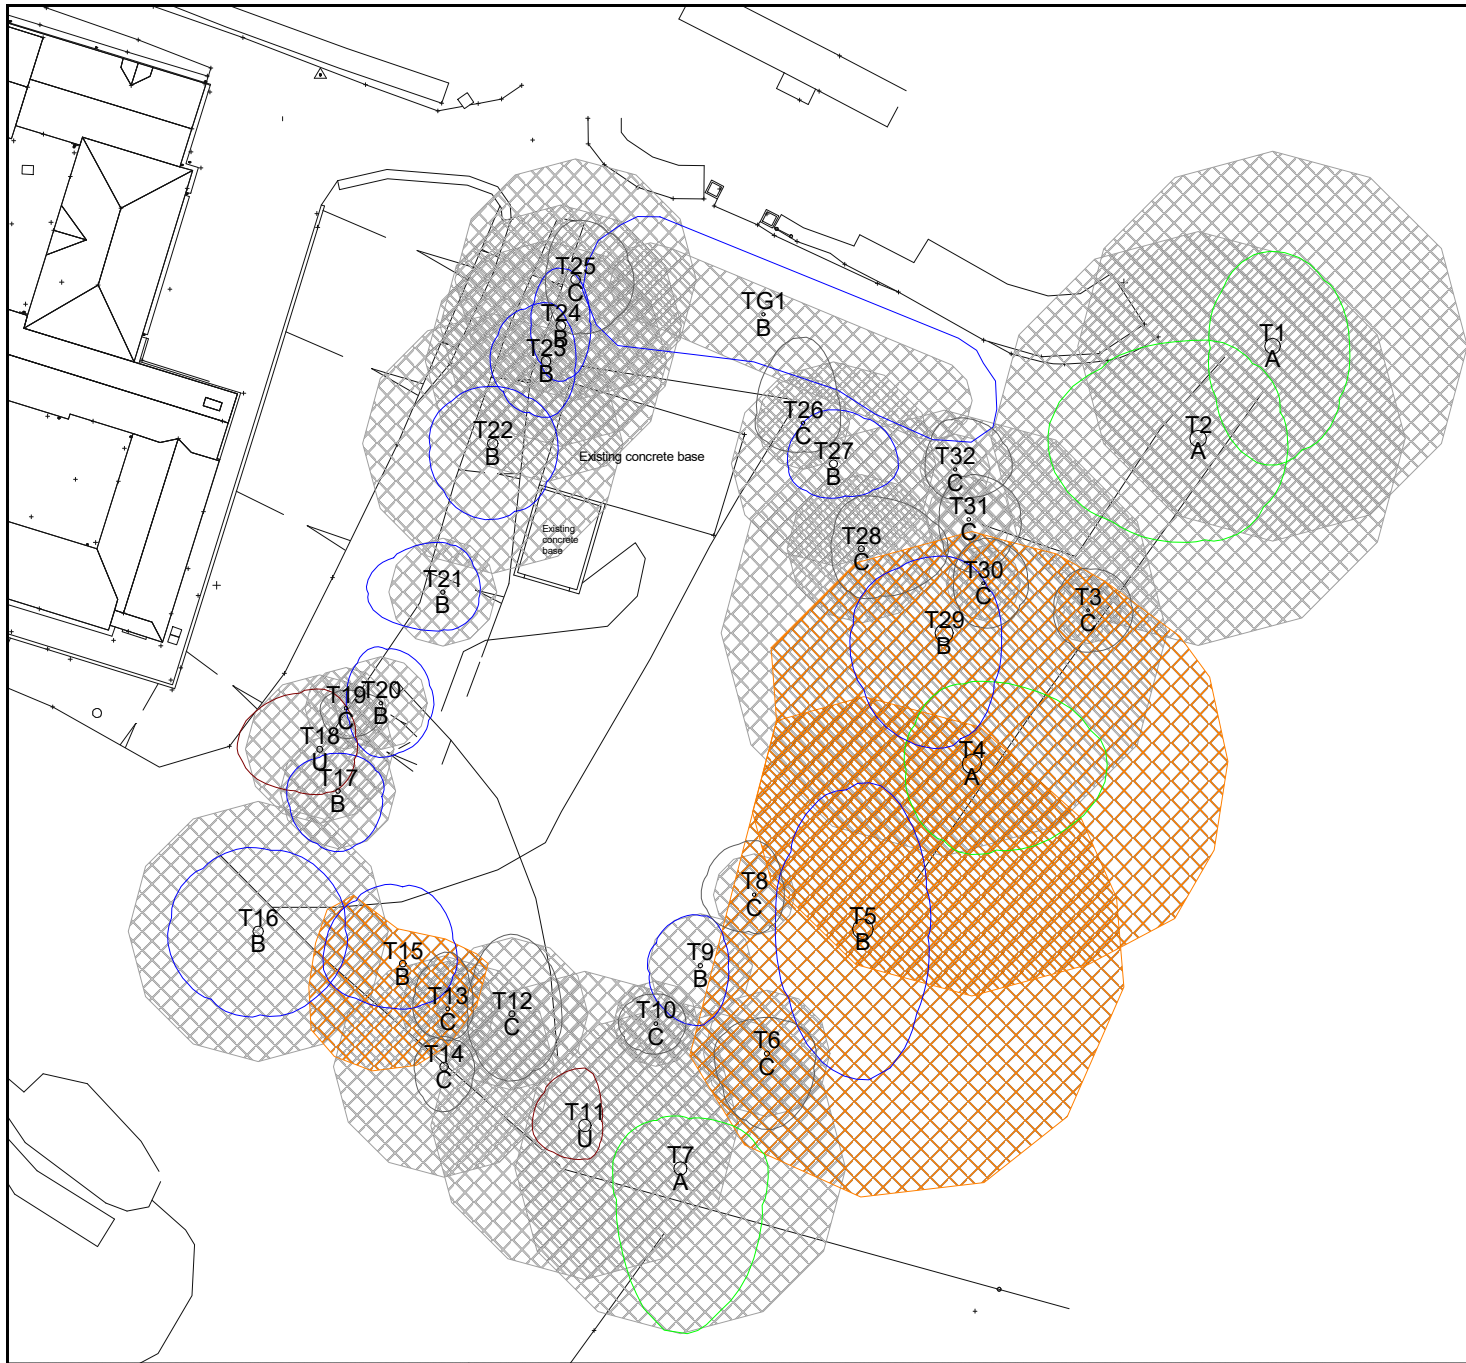 T25
C
TG1
B
T24
B
T23
B
T1
A
T26
C
T2
A
T22
B
T27
B
Existing concrete base
T32
C
T31
C
Existing
concrete
base
T28
C
T21
B
T30
C
T3
C
T29
B
T19
C
T20
B
T18
U
T17
B
T4
A
T8
C
T16
B
T5
B
T15
B
T9
B
T13
C
T12
C
T10
C
T6
C
T14
C
T11
U
T7
A